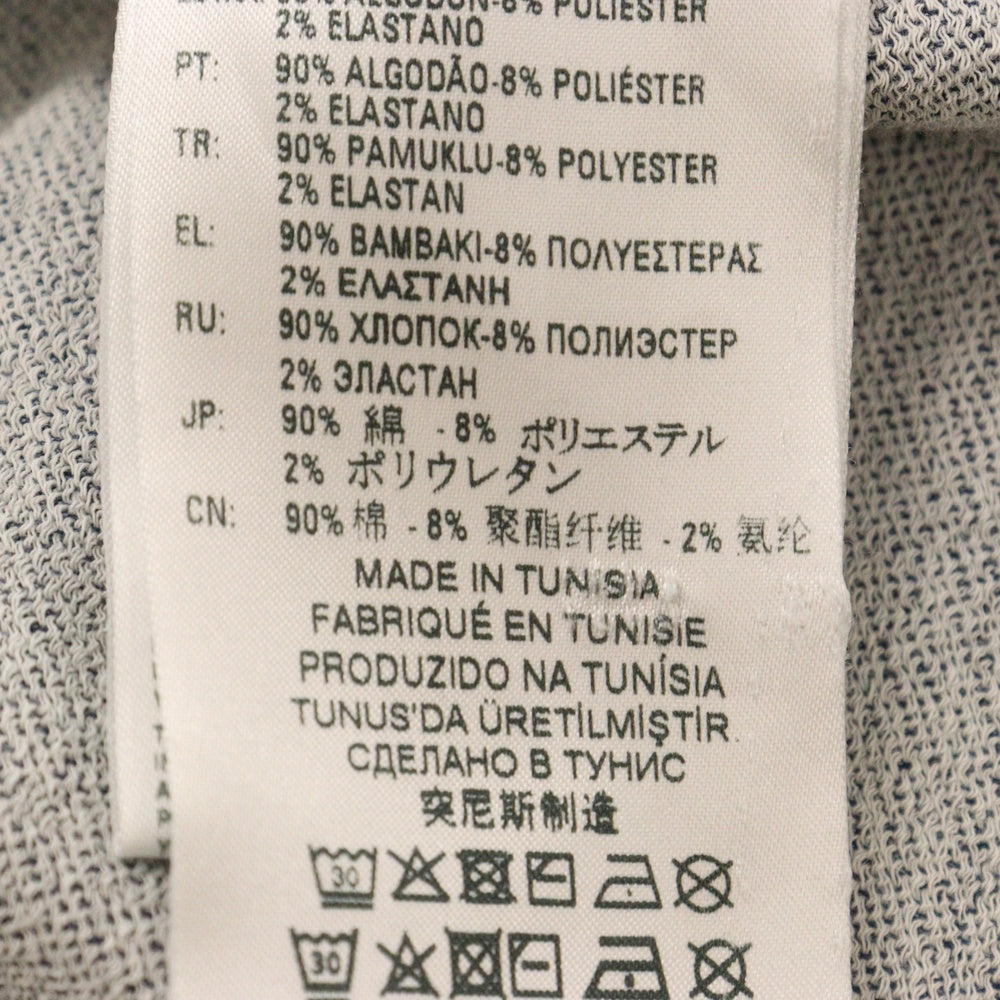 ALGODÓN-8% POLIÉSTER
2% ELASTANO
PT: 90% ALGODÃO-8% POLIÉSTER
2% ELASTANO
TR: 90% PAMUKLU-8% POLYESTER
2% ELASTAN
EL: 90% ΒΑΜΒΑΚΙ-8% ΠΟΛΥΕΣΤΕΡΑΣ
2% ΕΛΑΣΤΑΝΗ
RU: 90% ХЛОПОК-8% ПОЛИЭСТЕР
2% ЭЛАСТАН
JP: 90% 綿 - 8% ポリエステル
2% ポリウレタン
CN: 90% 棉 - 8% 聚酯纤维 - 2% 氨纶
MADE IN TUNISIA
FABRIQUÉ EN TUNISIE
PRODUZIDO NA TUNÍSIA
TUNUS'DA ÜRETİLMİŞTİR
СДЕЛАНО В ТУНИС
突尼斯制造
30
30